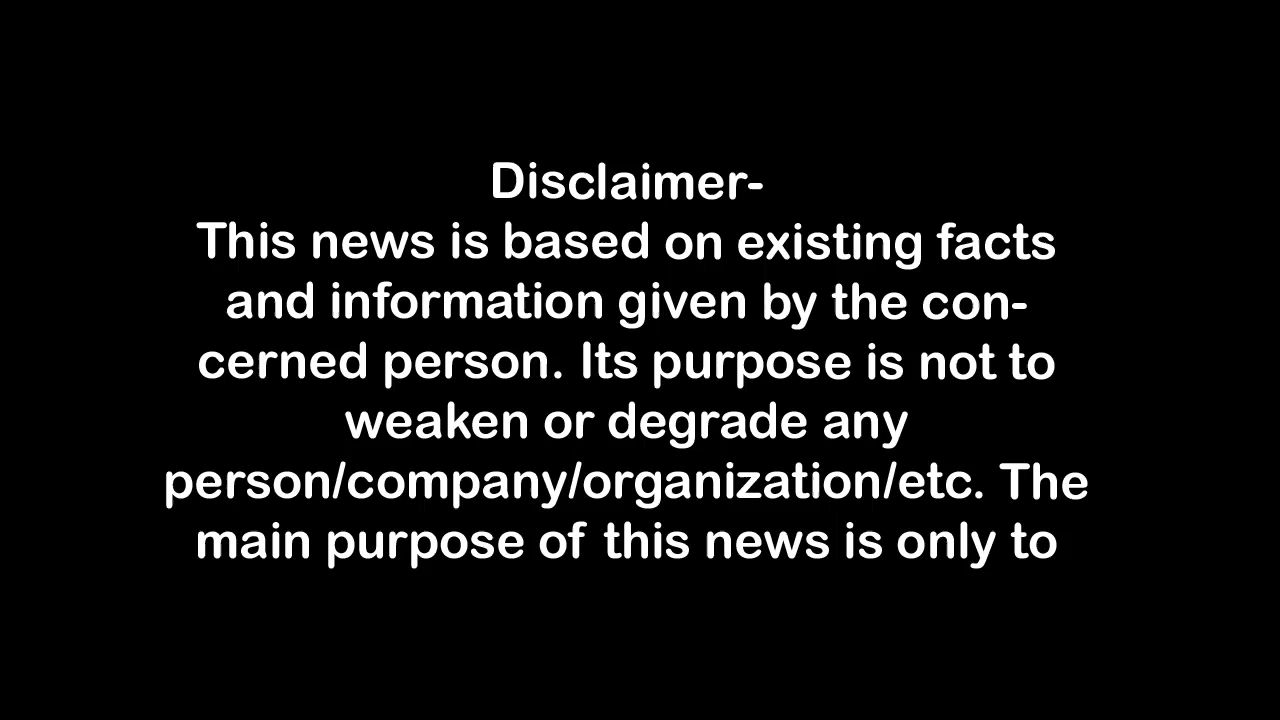 Disclaimer-
This news is based on existing facts
and information given by the con-
cerned person. Its purpose is not to
weaken or degrade any
person/company/organization/etc. The
main purpose of this news is only to